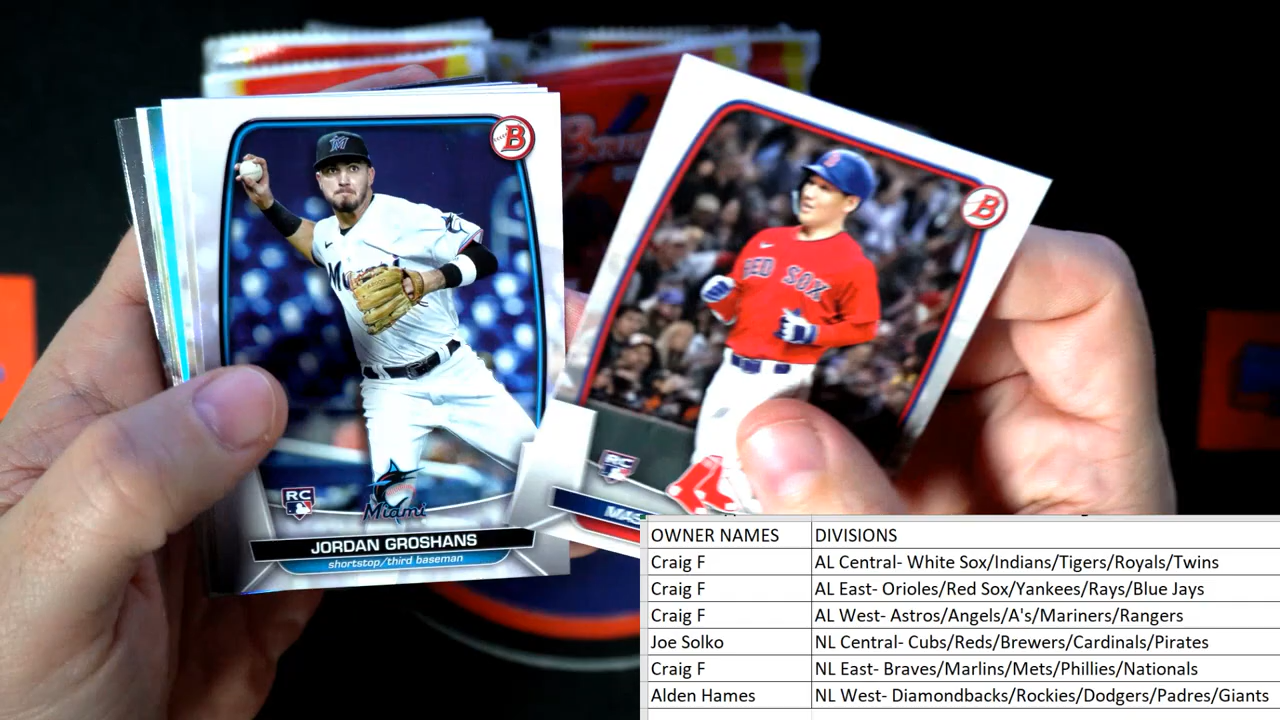 B
JORDAN GROSHANS
shortstop/third baseman
RC
Miami
B
RED SOX
RC
OWNER NAMES DIVISIONS
Craig F AL Central- White Sox/Indians/Tigers/Royals/Twins
Craig F AL East- Orioles/Red Sox/Yankees/Rays/Blue Jays
Craig F AL West- Astros/Angels/A's/Mariners/Rangers
Joe Solko NL Central- Cubs/Reds/Brewers/Cardinals/Pirates
Craig F NL East- Braves/Marlins/Mets/Phillies/Nationals
Alden Hames NL West- Diamondbacks/Rockies/Dodgers/Padres/Giants